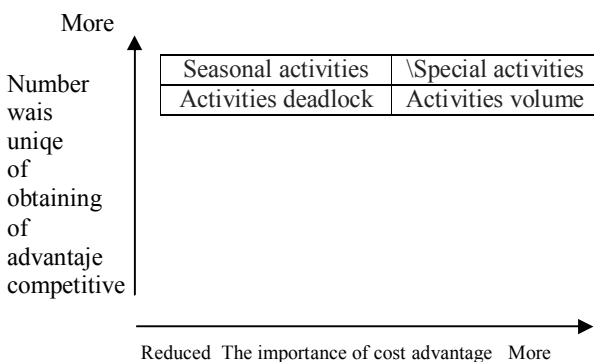 More
Seasonal activities \Special activities
Activities deadlock Activities volume
Number
wais
uniqe
of
obtaining
of
advantaje
competitive
Reduced The importance of cost advantage More